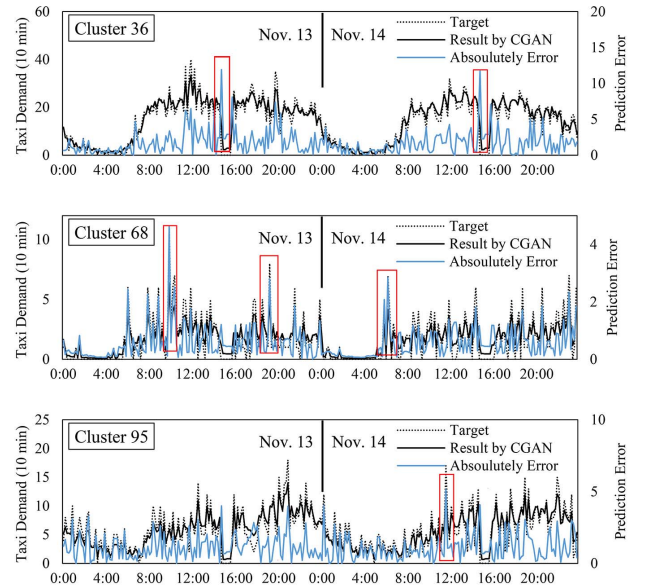 Cluster 36
Nov. 13
Nov. 14
Target
Result by CGAN
Absolutely Error
Taxi Demand (10 min)
60
40
20
0
20
15
10
5
0
Prediction Error
0:00 4:00 8:00 12:00 16:00 20:00 0:00 4:00 8:00 12:00 16:00 20:00
Cluster 68
Nov. 13
Nov. 14
Target
Result by CGAN
Absolutely Error
Taxi Demand (10 min)
10
5
0
4
2
0
Prediction Error
0:00 4:00 8:00 12:00 16:00 20:00 0:00 4:00 8:00 12:00 16:00 20:00
Cluster 95
Nov. 13
Nov. 14
Target
Result by CGAN
Absoulutely Error
Taxi Demand (10 min)
25
20
15
10
5
0
10
5
0
Prediction Error
0:00 4:00 8:00 12:00 16:00 20:00 0:00 4:00 8:00 12:00 16:00 20:00